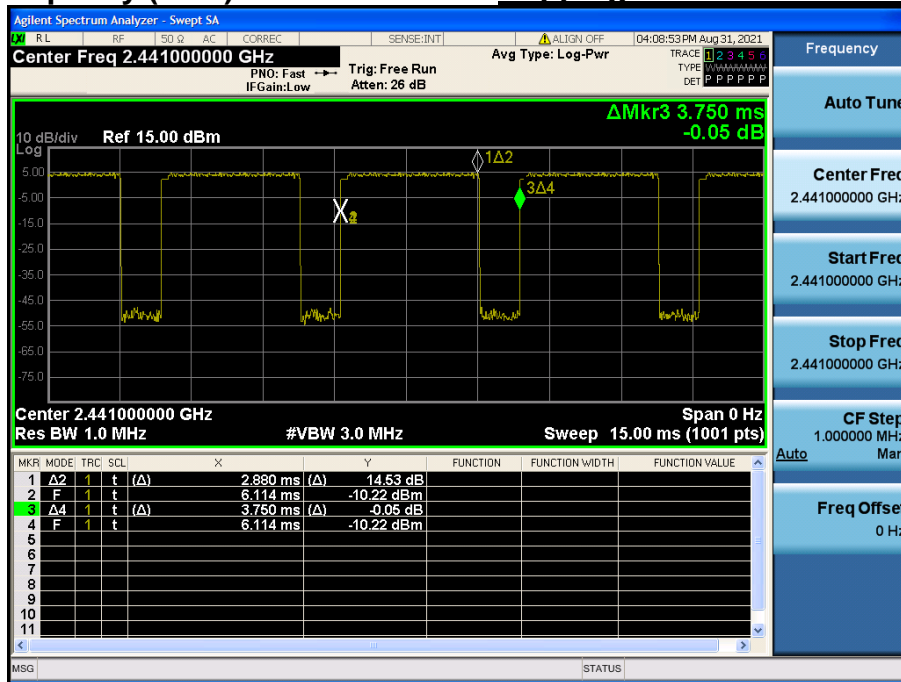 Agilent Spectrum Analyzer - Swept SA
LXI RL RF 50 Ω AC CORREC SENSE:INT ALIGN OFF 04:08:53 PM Aug 31, 2021
Center Freq 2.441000000 GHz
PNO: Fast
IFGain:Low
Trig: Free Run
Atten: 26 dB
Avg Type: Log-Pwr
TRACE 1 2 3 4 5 6
TYPE WWWWWW
DET P P P P P P
ΔMkr3 3.750 ms
-0.05 dB
10 dB/div Ref 15.00 dBm
Log
5.00
-5.00
-15.0
-25.0
-35.0
-45.0
-55.0
-65.0
-75.0
1Δ2
3Δ4
Center 2.441000000 GHz Span 0 Hz
Res BW 1.0 MHz #VBW 3.0 MHz Sweep 15.00 ms (1001 pts)
MKR MODE TRC SCL X Y FUNCTION FUNCTION WIDTH FUNCTION VALUE
1 Δ2 1 t (Δ) 2.880 ms (Δ) 14.53 dB
2 F 1 t 6.114 ms -10.22 dBm
3 Δ4 1 t (Δ) 3.750 ms (Δ) -0.05 dB
4 F 1 t 6.114 ms -10.22 dBm
5
6
7
8
9
10
11
MSG STATUS
Frequency
Auto Tune
Center Freq
2.441000000 GHz
Start Freq
2.441000000 GHz
Stop Freq
2.441000000 GHz
CF Step
1.000000 MHz
Auto Man
Freq Offset
0 Hz